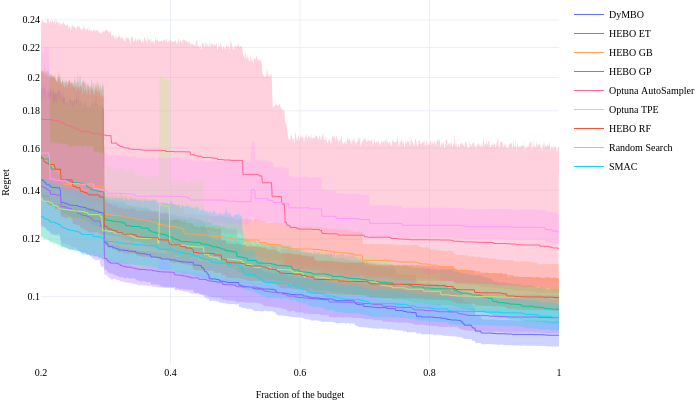 0.24
0.22
0.2
0.18
0.16
0.14
0.12
0.1
Regret
0.2
0.4
0.6
0.8
1
Fraction of the budget
DyMBO
HEBO ET
HEBO GB
HEBO GP
Optuna AutoSampler
Optuna TPE
HEBO RF
Random Search
SMAC